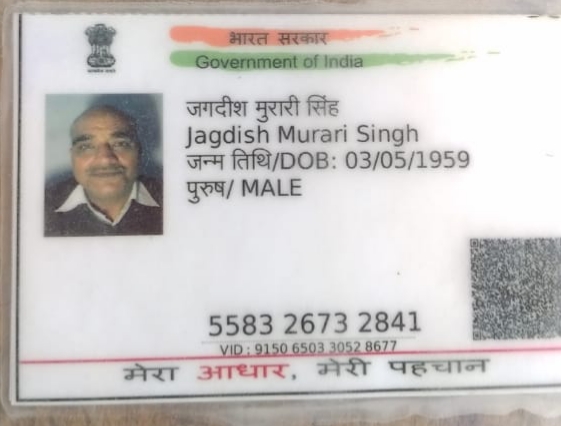 भारत सरकार
Government of India
जगदीश मुरारी सिंह
Jagdish Murari Singh
जन्म तिथि/DOB: 03/05/1959
पुरुष/ MALE
5583 2673 2841
VID : 9150 6503 3052 8677
मेरा आधार, मेरी पहचान